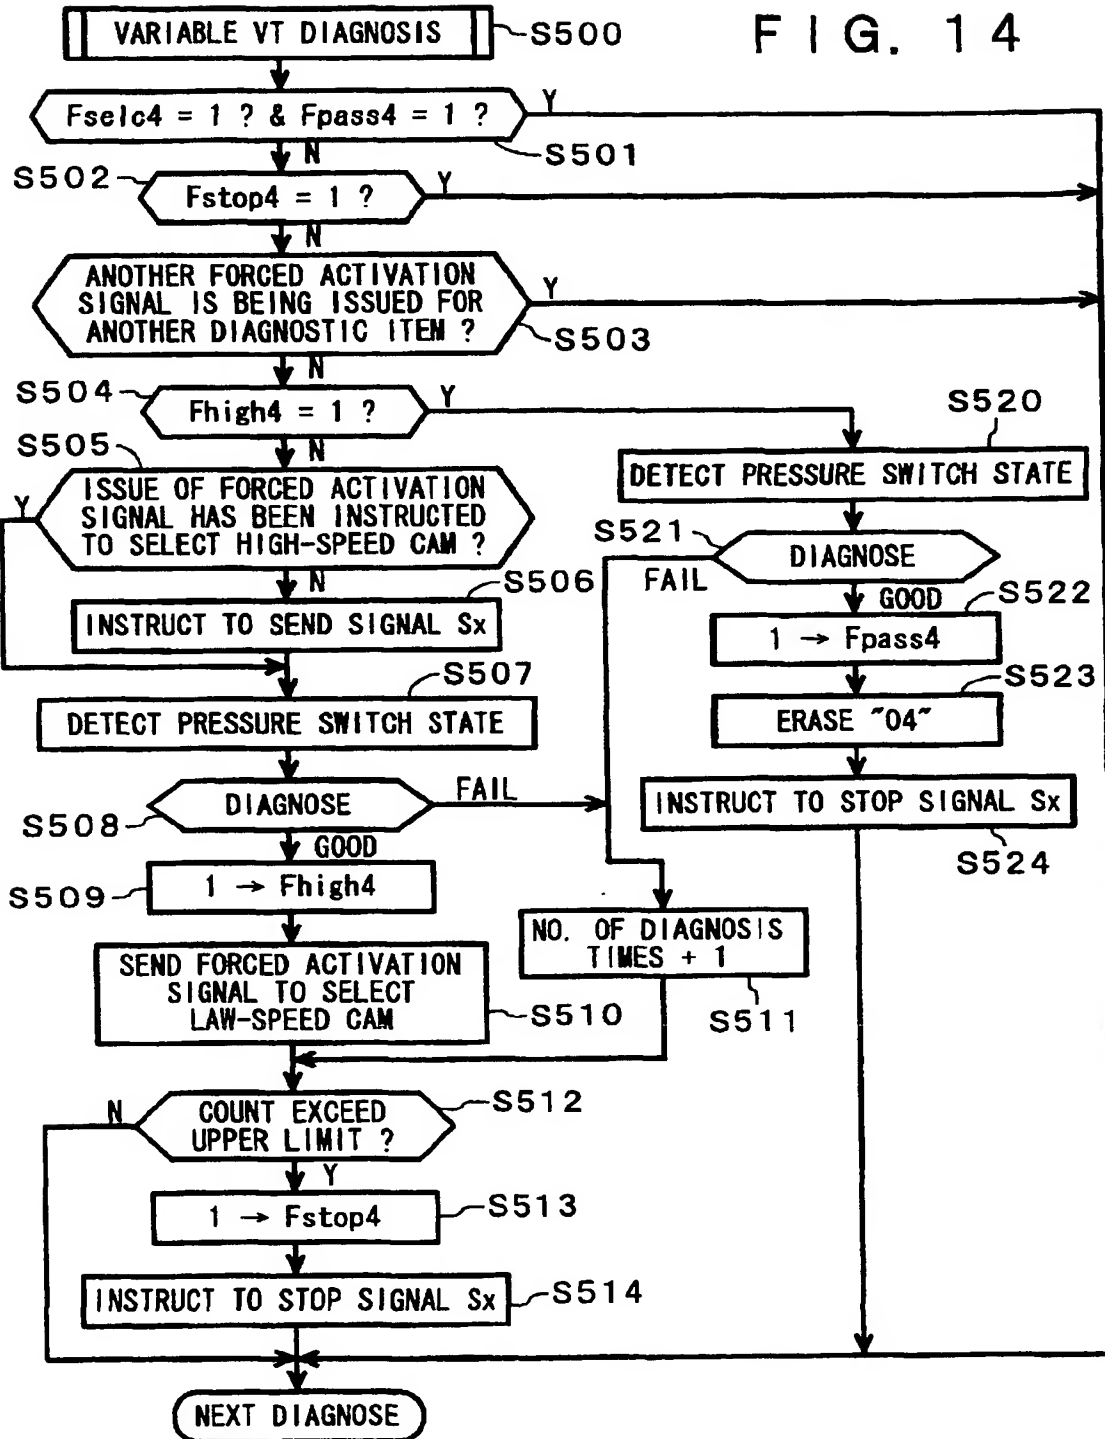 FIG. 14
VARIABLE VT DIAGNOSIS
S500
Fselc4 = 1 ? & Fpass4 = 1 ?
Y
S501
N
S502
Fstop4 = 1 ?
Y
N
ANOTHER FORCED ACTIVATION
SIGNAL IS BEING ISSUED FOR
ANOTHER DIAGNOSTIC ITEM ?
Y
S503
N
S504
Fhigh4 = 1 ?
Y
N
S505
ISSUE OF FORCED ACTIVATION
SIGNAL HAS BEEN INSTRUCTED
TO SELECT HIGH-SPEED CAM ?
Y
N
S506
INSTRUCT TO SEND SIGNAL Sx
S507
DETECT PRESSURE SWITCH STATE
DIAGNOSE
FAIL
S508
GOOD
S509
1 → Fhigh4
SEND FORCED ACTIVATION
SIGNAL TO SELECT
LAW-SPEED CAM
S510
NO. OF DIAGNOSIS
TIMES + 1
S511
N
COUNT EXCEED
UPPER LIMIT ?
S512
Y
1 → Fstop4
S513
INSTRUCT TO STOP SIGNAL Sx
S514
NEXT DIAGNOSE
S520
DETECT PRESSURE SWITCH STATE
S521
DIAGNOSE
FAIL
GOOD
S522
1 → Fpass4
S523
ERASE "04"
INSTRUCT TO STOP SIGNAL Sx
S524